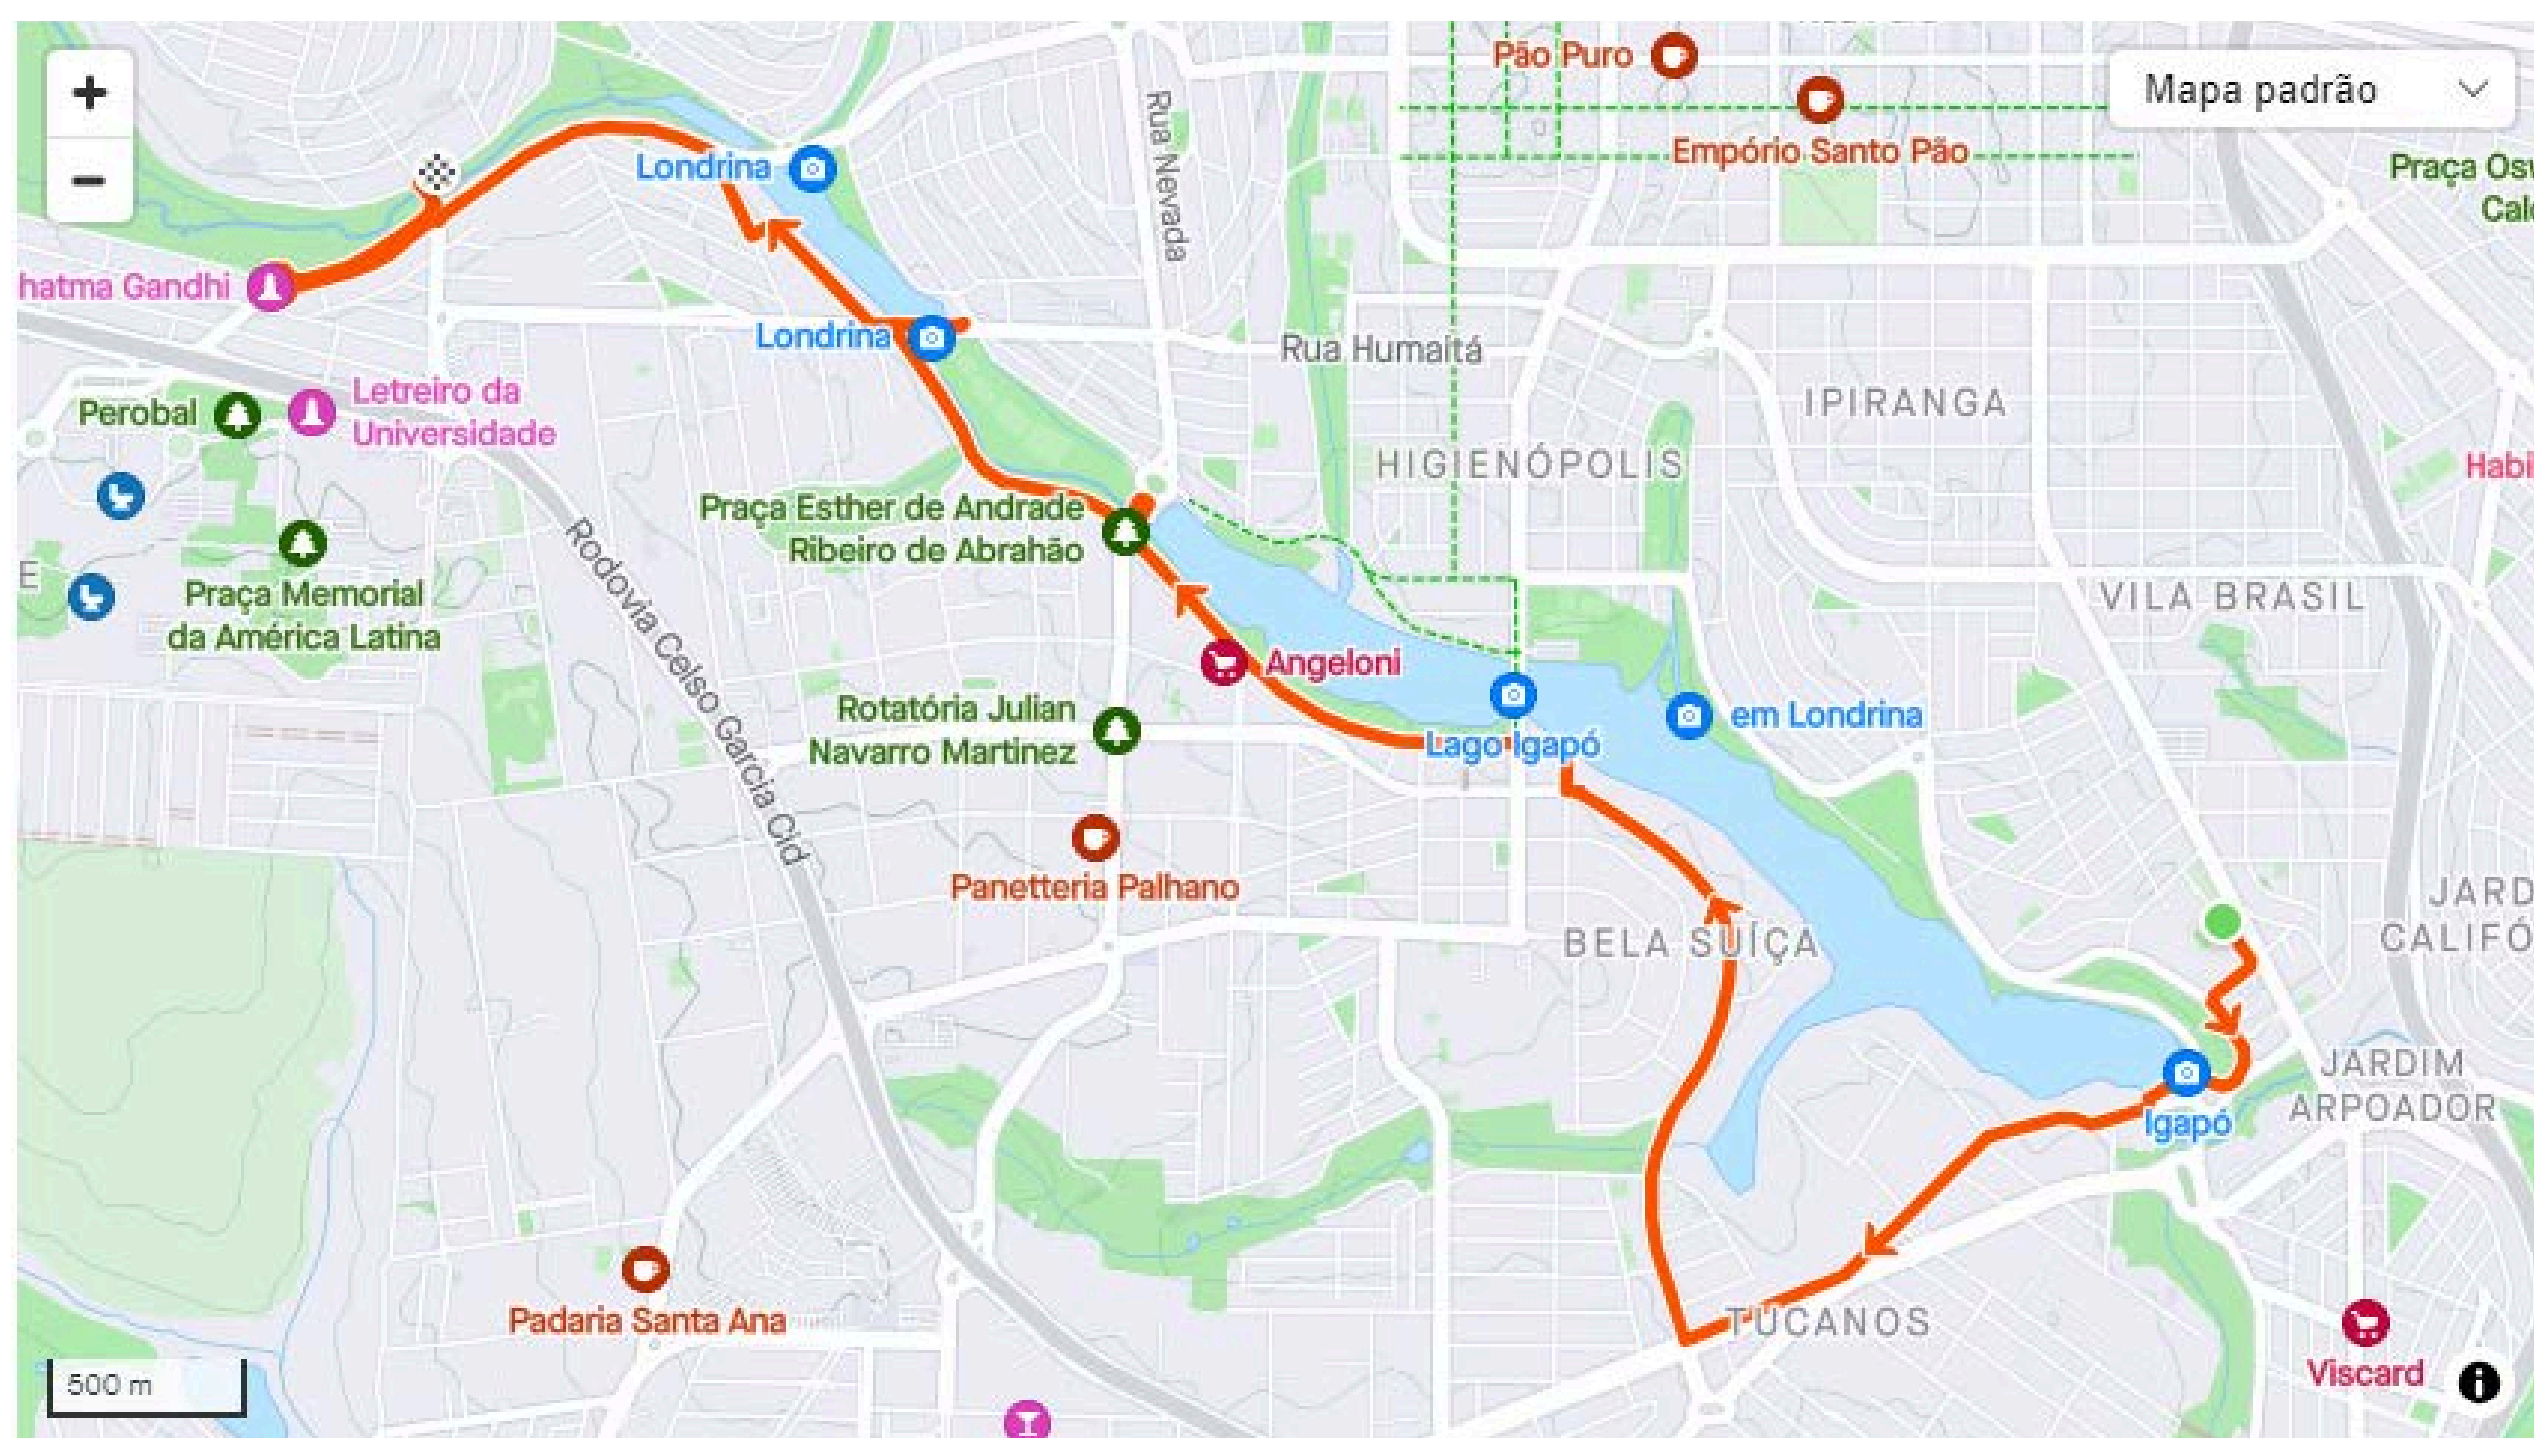 +
Pão Puro
Mapa padrão
Empório Santo Pão
Londrina
Rua Nevada
Praça Osv
Cal
−
hatma Gandhi
Londrina
Rua Humaitá
Letreiro da
Universidade
Perobal
IPIRANGA
HIGIENÓPOLIS
Habi
Praça Esther de Andrade
Ribeiro de Abrahão
Rodovia Celso Garcia Cid
E
Praça Memorial
da América Latina
VILA BRASIL
Angeloni
Rotatória Julian
Navarro Martinez
em Londrina
Lago Igapó
Panetteria Palhano
JARD
CALIFÓ
BELA SUÍÇA
JARDIM
ARPOADOR
Igapó
Padaria Santa Ana
TUCANOS
Viscard
500 m